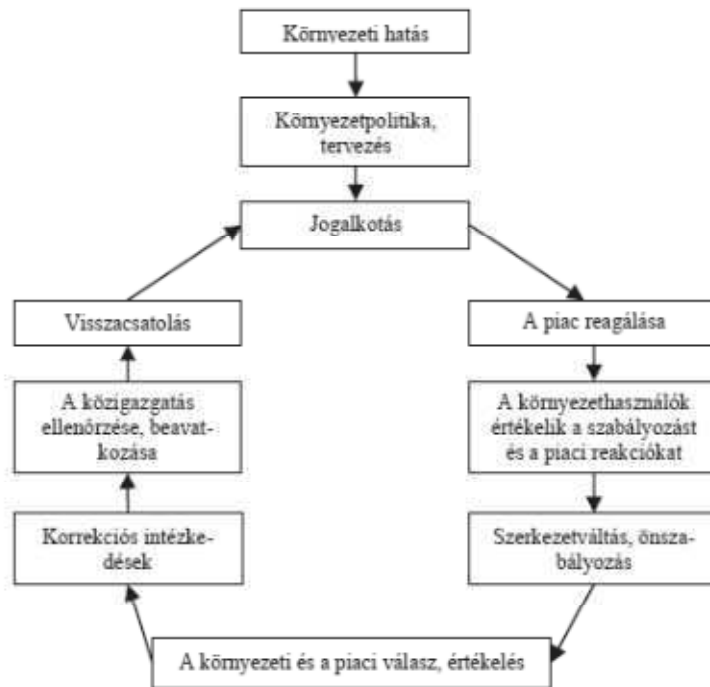 Környezeti hatás
Környezetpolitika,
tervezés
Jogalkotás
Visszacsatolás
A piac reagálása
A közigazgatás
ellenőrzése, beavat-
kozása
A környezethasználók
értékelik a szabályozást
és a piaci reakciókat
Korrekciós intézke-
dések
Szerkezetváltás, önsza-
bályozás
A környezeti és a piaci válasz, értékelés